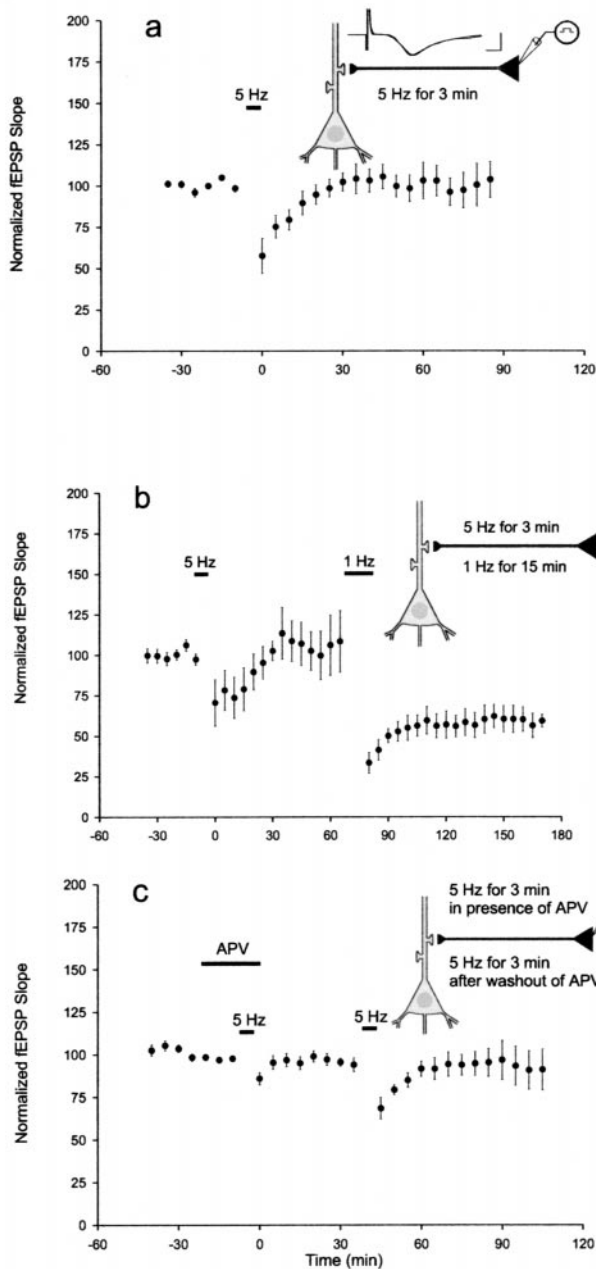 a
200
175
150
125
100
75
50
25
0
Normalized fEPSP Slope
5 Hz
5 Hz for 3 min
-60 -30 0 30 60 90 120
b
200
175
150
125
100
75
50
25
0
Normalized fEPSP Slope
5 Hz
1 Hz
5 Hz for 3 min
1 Hz for 15 min
-60 -30 0 30 60 90 120 150 180
c
200
175
150
125
100
75
50
25
0
Normalized fEPSP Slope
APV
5 Hz
5 Hz
5 Hz for 3 min
in presence of APV
5 Hz for 3 min
after washout of APV
-60 -30 0 30 60 90 120
Time (min)